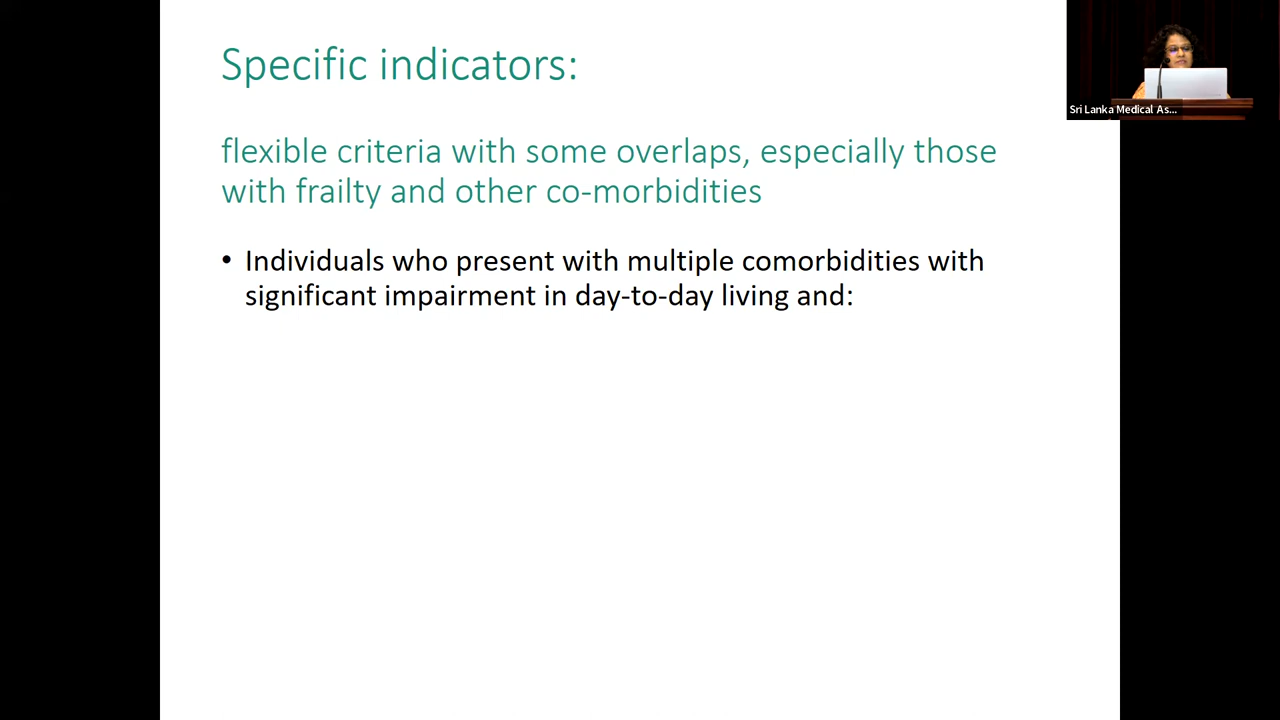 Specific indicators:
flexible criteria with some overlaps, especially those
with frailty and other co-morbidities
• Individuals who present with multiple comorbidities with
significant impairment in day-to-day living and:
Sri Lanka Medical As...